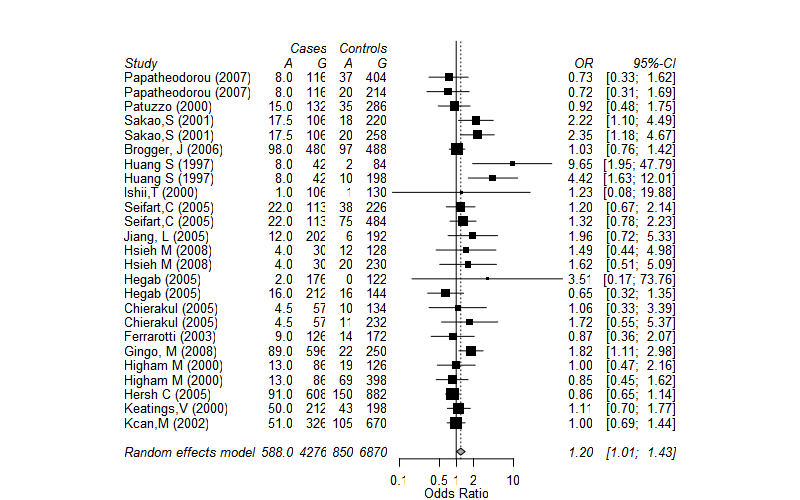 Cases Controls
Study A G A G OR 95%-CI
Papatheodorou (2007) 8.0 116 37 404 0.73 [0.33; 1.62]
Papatheodorou (2007) 8.0 116 20 214 0.72 [0.31; 1.69]
Patuzzo (2000) 15.0 132 35 286 0.92 [0.48; 1.75]
Sakao,S (2001) 17.5 106 18 220 2.22 [1.10; 4.49]
Sakao,S (2001) 17.5 106 20 258 2.35 [1.18; 4.67]
Brogger, J (2006) 98.0 480 97 488 1.03 [0.76; 1.42]
Huang S (1997) 8.0 42 2 84 9.65 [1.95; 47.79]
Huang S (1997) 8.0 42 10 198 4.42 [1.63; 12.01]
Ishii,T (2000) 1.0 106 1 130 1.23 [0.08; 19.88]
Seifart,C (2005) 22.0 113 38 226 1.20 [0.67; 2.14]
Seifart,C (2005) 22.0 113 75 484 1.32 [0.78; 2.23]
Jiang, L (2005) 12.0 202 6 192 1.96 [0.72; 5.33]
Hsieh M (2008) 4.0 30 12 128 1.49 [0.44; 4.98]
Hsieh M (2008) 4.0 30 20 230 1.62 [0.51; 5.09]
Hegab (2005) 2.0 176 0 122 3.51 [0.17; 73.76]
Hegab (2005) 16.0 212 16 144 0.65 [0.32; 1.35]
Chierakul (2005) 4.5 57 10 134 1.06 [0.33; 3.39]
Chierakul (2005) 4.5 57 11 232 1.72 [0.55; 5.37]
Ferrarotti (2003) 9.0 126 14 172 0.87 [0.36; 2.07]
Gingo, M (2008) 89.0 596 22 250 1.82 [1.11; 2.98]
Higham M (2000) 13.0 86 19 126 1.00 [0.47; 2.16]
Higham M (2000) 13.0 86 69 398 0.85 [0.45; 1.62]
Hersh C (2005) 91.0 608 150 882 0.86 [0.65; 1.14]
Keatings,V (2000) 50.0 212 43 198 1.11 [0.70; 1.77]
Kcan,M (2002) 51.0 326 105 670 1.00 [0.69; 1.44]
Random effects model 588.0 4276 850 6870 1.20 [1.01; 1.43]
0.1 0.5 1 2 10
Odds Ratio